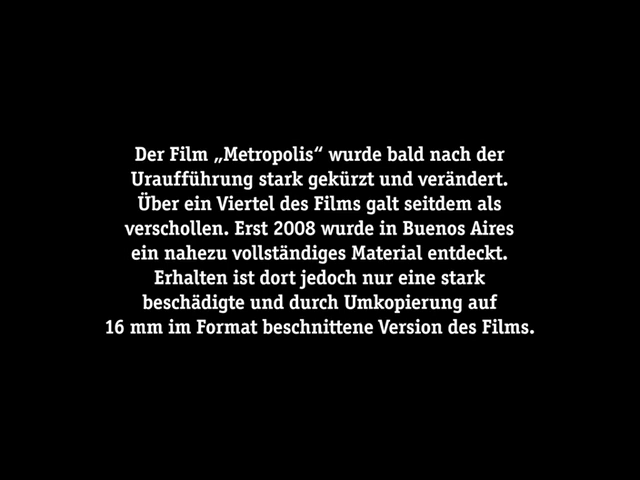 Der Film „Metropolis“ wurde bald nach der
Uraufführung stark gekürzt und verändert.
Über ein Viertel des Films galt seitdem als
verschollen. Erst 2008 wurde in Buenos Aires
ein nahezu vollständiges Material entdeckt.
Erhalten ist dort jedoch nur eine stark
beschädigte und durch Umkopierung auf
16 mm im Format beschnittene Version des Films.